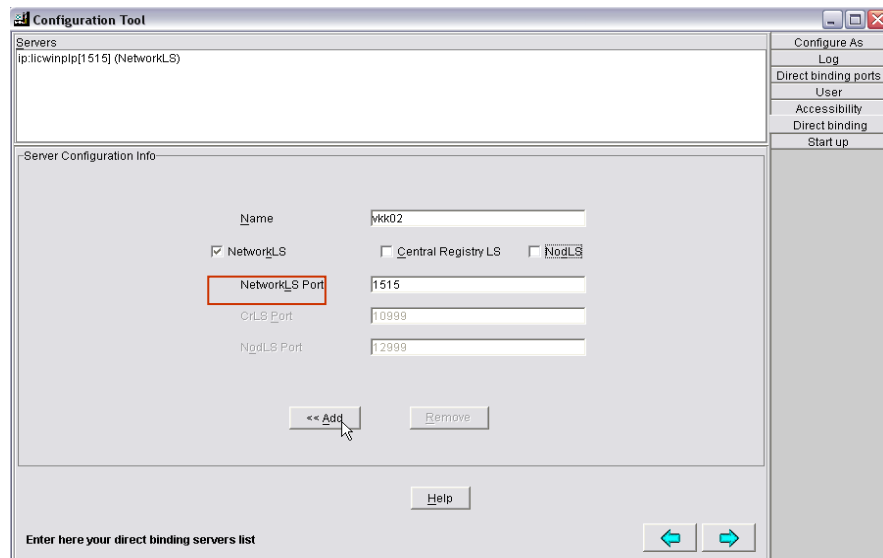 Configuration Tool
Servers
ip:licwinplp[1515] (NetworkLS)
Configure As
Log
Direct binding ports
User
Accessibility
Direct binding
Start up
Server Configuration Info
Name vkk02
NetworkLS Central Registry LS NodLS
NetworkLS Port 1515
CrLS Port 10999
NodLS Port 12999
<< Add Remove
Help
Enter here your direct binding servers list